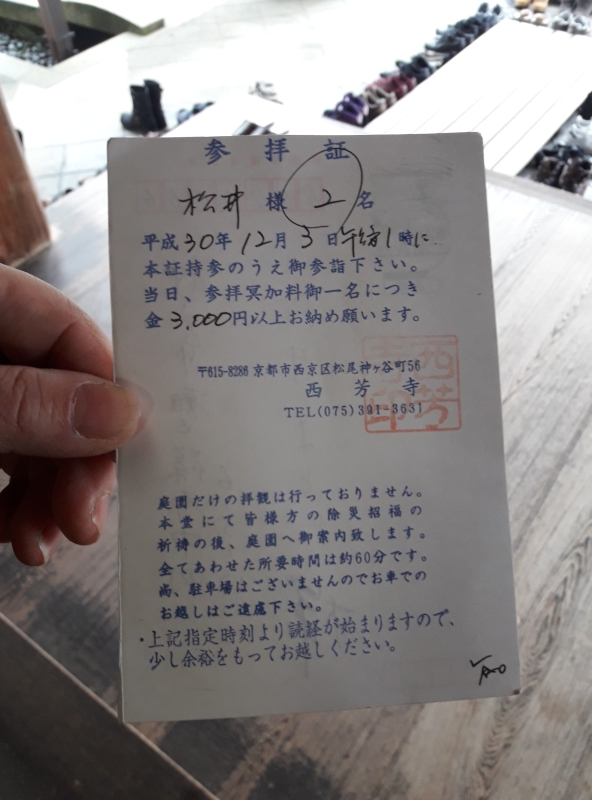 参拝証
松井 様 2 名
平成30年12月3日午後1時に
本証持参のうえ御参詣下さい。
当日、参拝冥加料御一名につき
金3,000円以上お納め願います。
〒615-8286 京都市西京区松尾神ヶ谷町56
西芳寺
TEL(075)391-3631
西芳寺印
庭園だけの拝観は行っておりません。
本堂にて皆様方の除災招福の
祈祷の後、庭園へ御案内致します。
全てあわせた所要時間は約60分です。
尚、駐車場はございませんのでお車での
お越しはご遠慮下さい。
・上記指定時刻より読経が始まりますので、
少し余裕をもってお越しください。